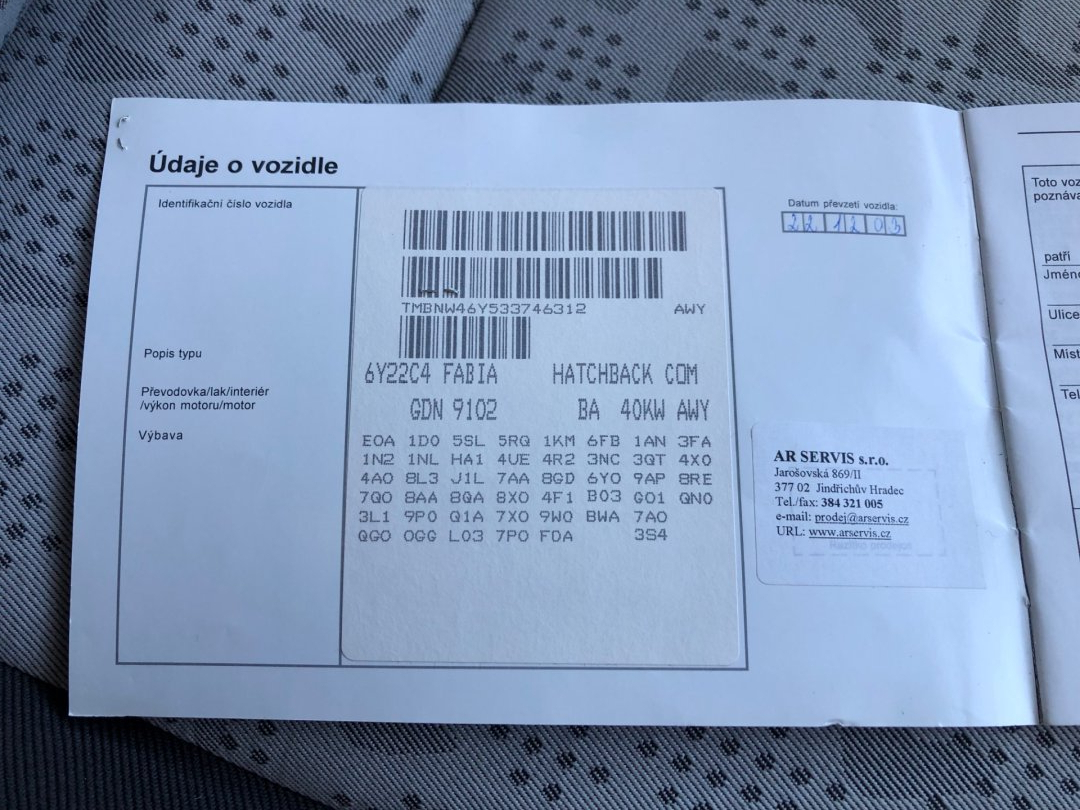 Údaje o vozidle
Identifikační číslo vozidla
TMBNW46Y533746312 AWY
Popis typu
6Y22C4 FABIA HATCHBACK COM
Převodovka/lak/interiér
/výkon motoru/motor
GDN 9102 BA 40KW AWY
Výbava
E0A 1D0 5SL 5RQ 1KM 6FB 1AN 3FA
1N2 1NL HA1 4UE 4R2 3NC 3QT 4X0
4A0 8L3 J1L 7AA 8GD 6Y0 9AP 8RE
7Q0 8AA 8QA 8X0 4F1 B03 G01 QN0
3L1 9P0 Q1A 7X0 9W0 BWA 7A0
QG0 0GG L03 7P0 F0A 3S4
Datum převzetí vozidla:
22 12 03
AR SERVIS s.r.o.
Jarošovská 869/II
377 02 Jindřichův Hradec
Tel./fax: 384 321 005
e-mail: prodej@arservis.cz
URL: www.arservis.cz
Razítko prodejce
Toto voz
poznáva
patří
Jméno
Ulice
Míst
Tel